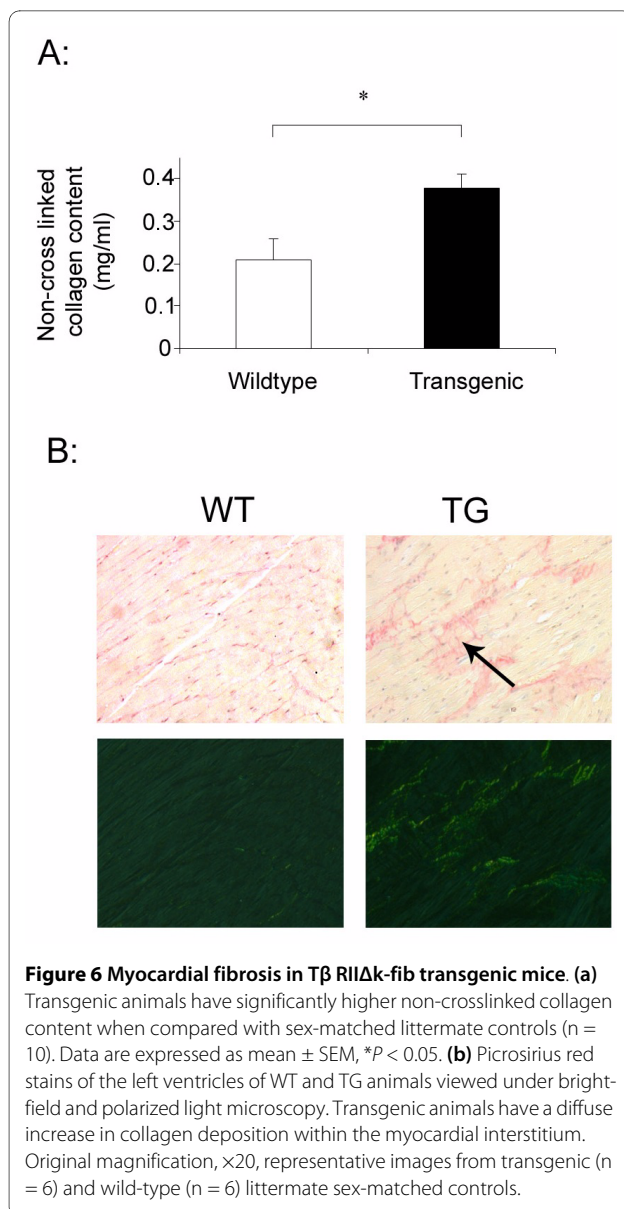 A:
*
Non-cross linked
collagen content
(mg/ml)
0.4
0.3
0.2
0.1
0
Wildtype
Transgenic
B:
WT
TG
Figure 6 Myocardial fibrosis in Tβ RIIΔk-fib transgenic mice. (a)
Transgenic animals have significantly higher non-crosslinked collagen
content when compared with sex-matched littermate controls (n =
10). Data are expressed as mean ± SEM, *P < 0.05. (b) Picrosirius red
stains of the left ventricles of WT and TG animals viewed under bright-
field and polarized light microscopy. Transgenic animals have a diffuse
increase in collagen deposition within the myocardial interstitium.
Original magnification, ×20, representative images from transgenic (n
= 6) and wild-type (n = 6) littermate sex-matched controls.